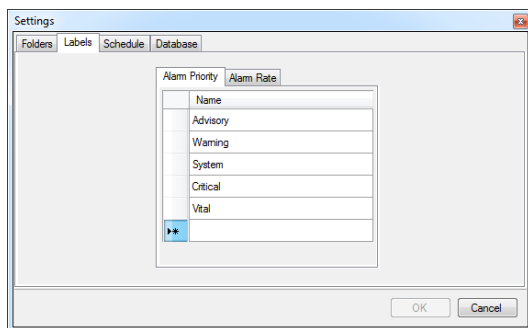 Settings
Folders Labels Schedule Database
Alarm Priority Alarm Rate
Name
Advisory
Warning
System
Critical
Vital
OK Cancel